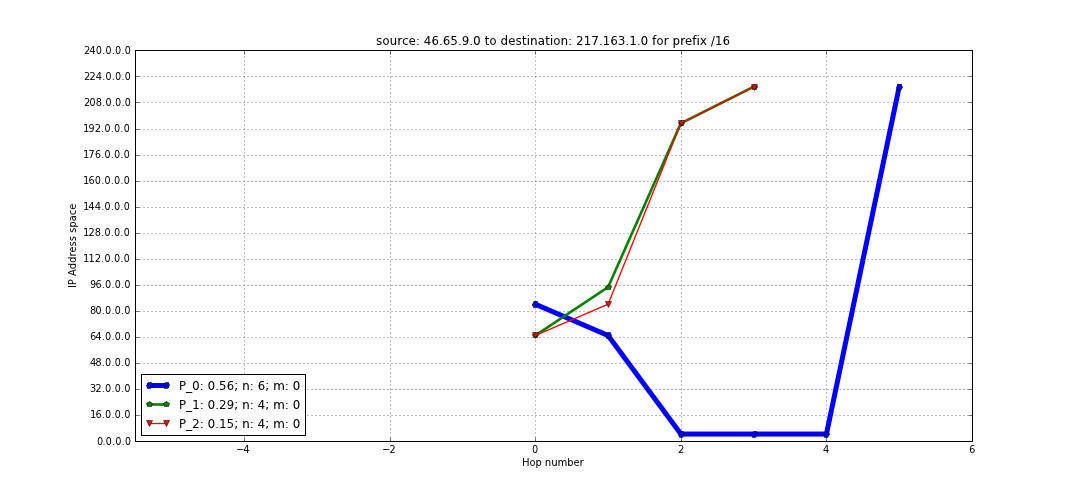 source: 46.65.9.0 to destination: 217.163.1.0 for prefix /16
240.0.0.0
224.0.0.0
208.0.0.0
192.0.0.0
176.0.0.0
160.0.0.0
144.0.0.0
128.0.0.0
112.0.0.0
96.0.0.0
80.0.0.0
64.0.0.0
48.0.0.0
32.0.0.0
16.0.0.0
0.0.0.0
IP Address space
P_0: 0.56; n: 6; m: 0
P_1: 0.29; n: 4; m: 0
P_2: 0.15; n: 4; m: 0
−4 −2 0 2 4 6
Hop number